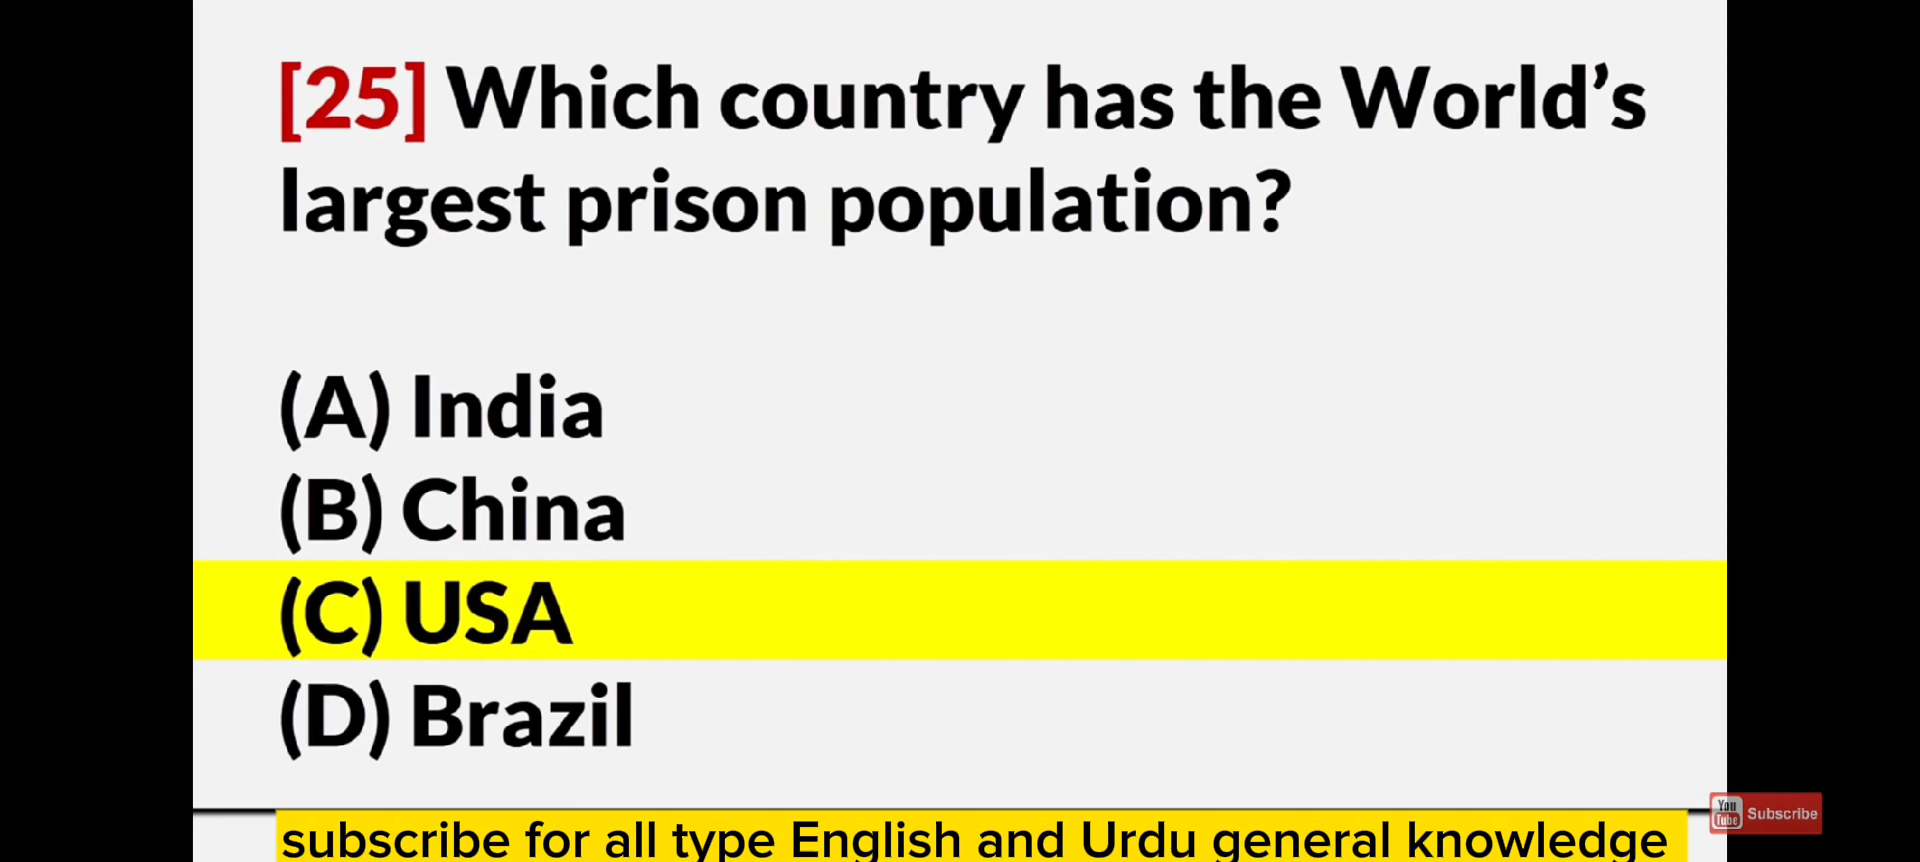 [25] Which country has the World’s
largest prison population?
(A) India
(B) China
(C) USA
(D) Brazil
You
Tube
Subscribe
subscribe for all type English and Urdu general knowledge